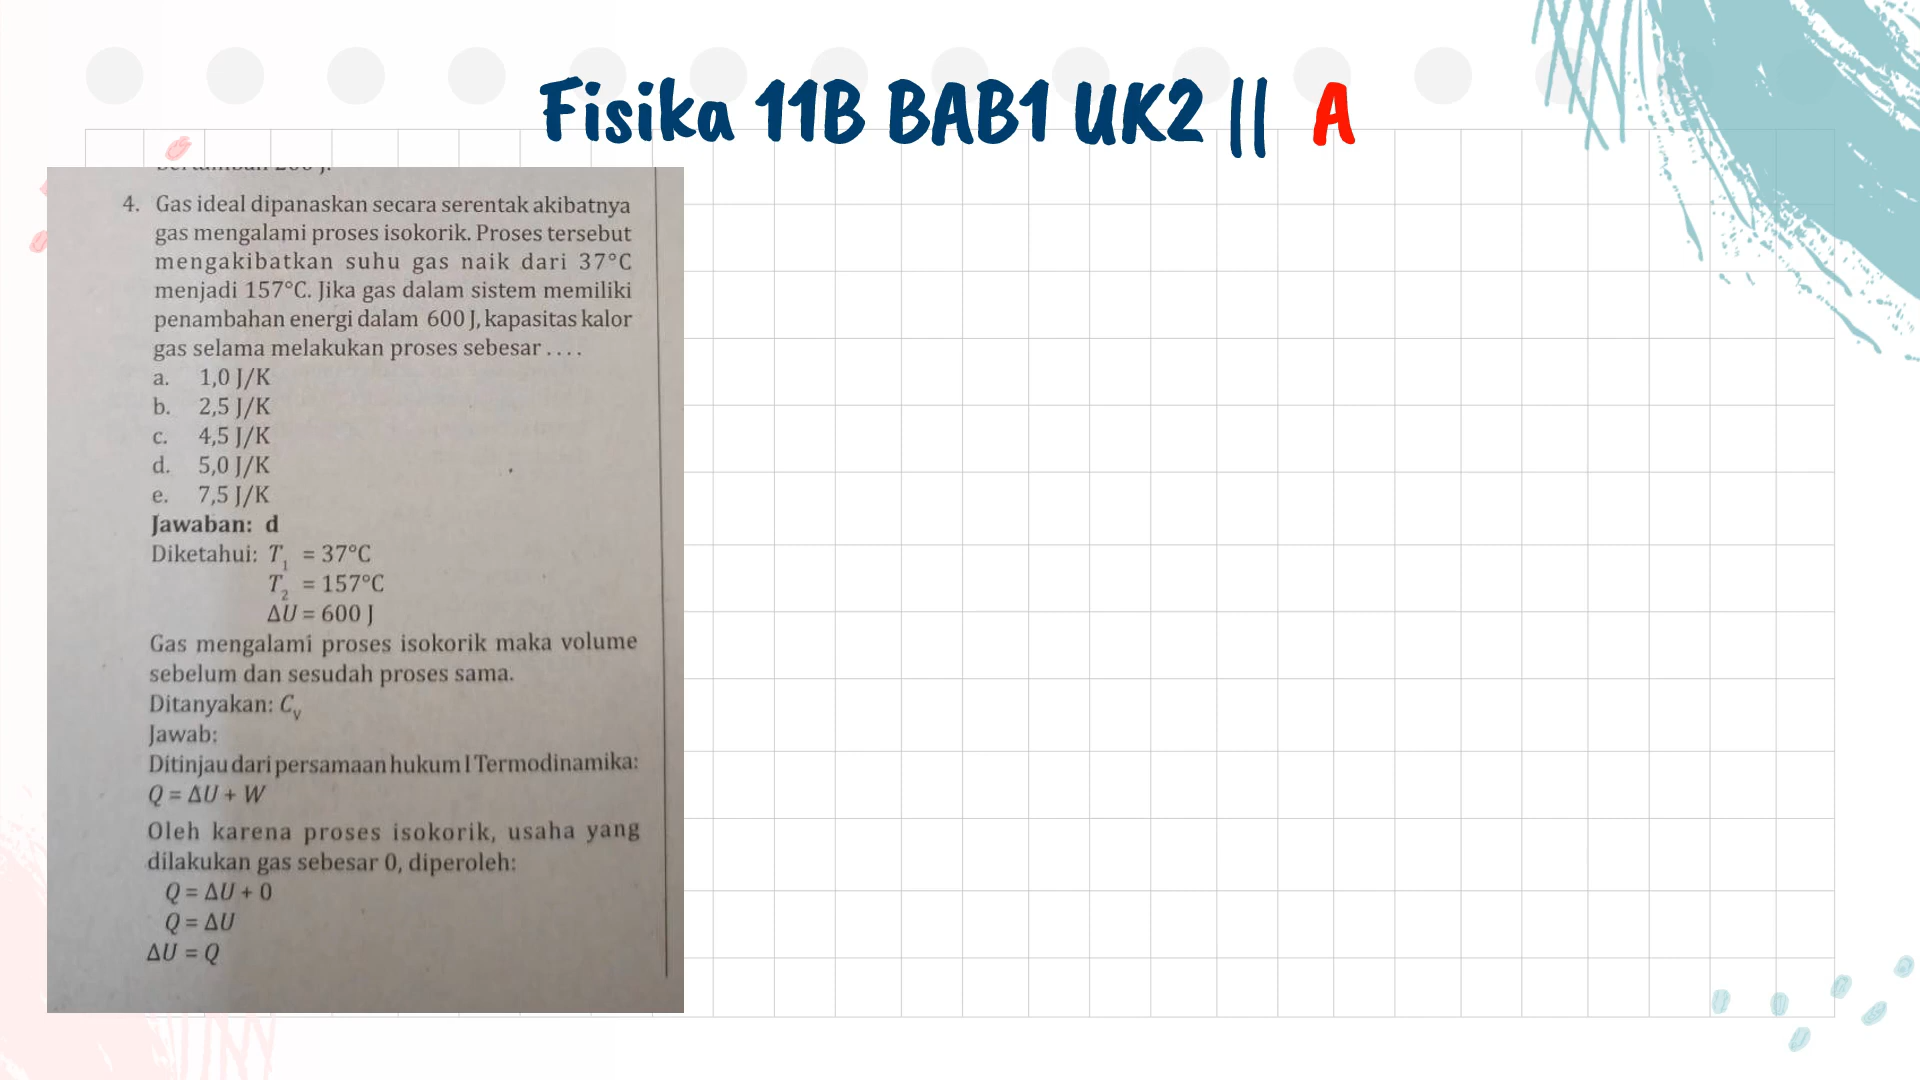 Fisika 11B BAB1 UK2 || A
4. Gas ideal dipanaskan secara serentak akibatnya
gas mengalami proses isokorik. Proses tersebut
mengakibatkan suhu gas naik dari 37°C
menjadi 157°C. Jika gas dalam sistem memiliki
penambahan energi dalam 600 J, kapasitas kalor
gas selama melakukan proses sebesar . . . .
a. 1,0 J/K
b. 2,5 J/K
c. 4,5 J/K
d. 5,0 J/K
e. 7,5 J/K
Jawaban: d
Diketahui: T₁ = 37°C
T₂ = 157°C
ΔU = 600 J
Gas mengalami proses isokorik maka volume
sebelum dan sesudah proses sama.
Ditanyakan: Cᵥ
Jawab:
Ditinjau dari persamaan hukum I Termodinamika:
Q = ΔU + W
Oleh karena proses isokorik, usaha yang
dilakukan gas sebesar 0, diperoleh:
Q = ΔU + 0
Q = ΔU
ΔU = Q